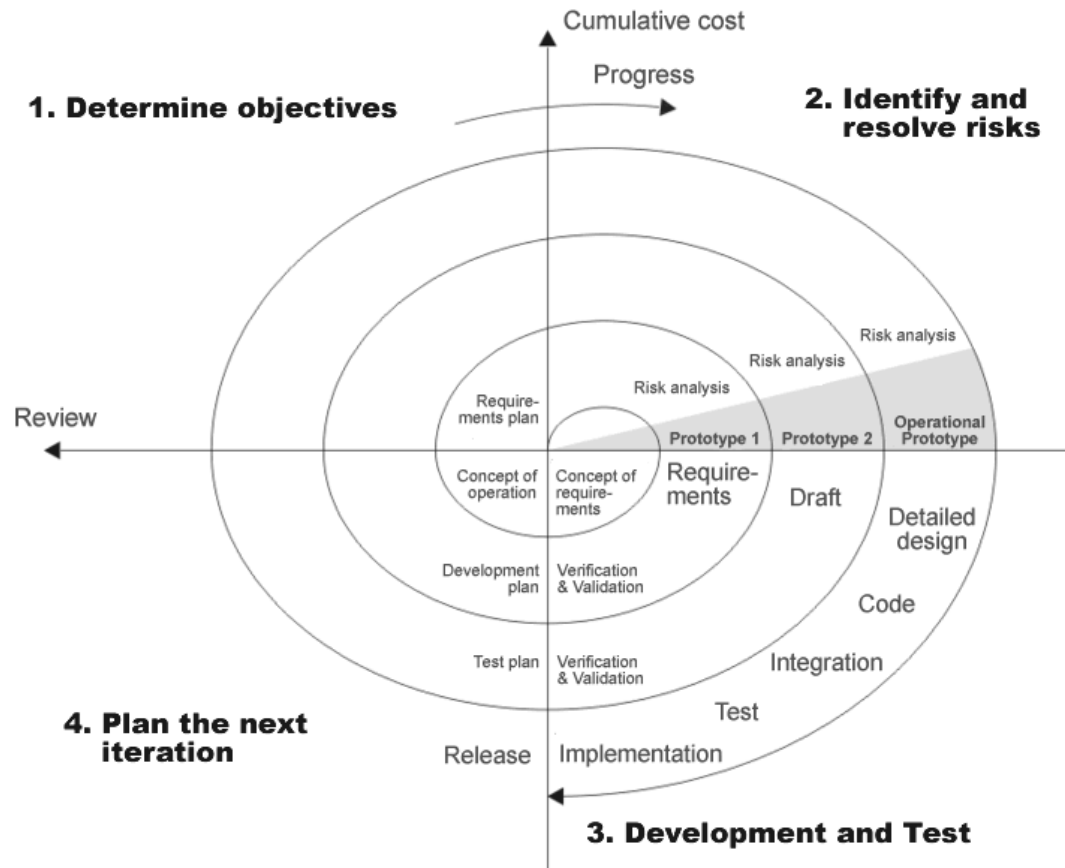 Cumulative cost
Progress
1. Determine objectives
2. Identify and
resolve risks
Risk analysis
Risk analysis
Risk analysis
Require-
ments plan
Review
Prototype 1
Prototype 2
Operational
Prototype
Concept of
operation
Concept of
require-
ments
Require-
ments
Draft
Detailed
design
Development
plan
Verification
& Validation
Code
Test plan
Verification
& Validation
Integration
Test
4. Plan the next
iteration
Release
Implementation
3. Development and Test